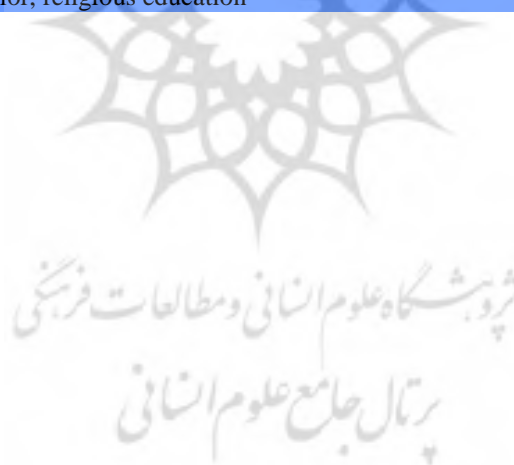 ior, religious education
پژوهشگاه علوم انسانی و مطالعات فرهنگی
پرتال جامع علوم انسانی